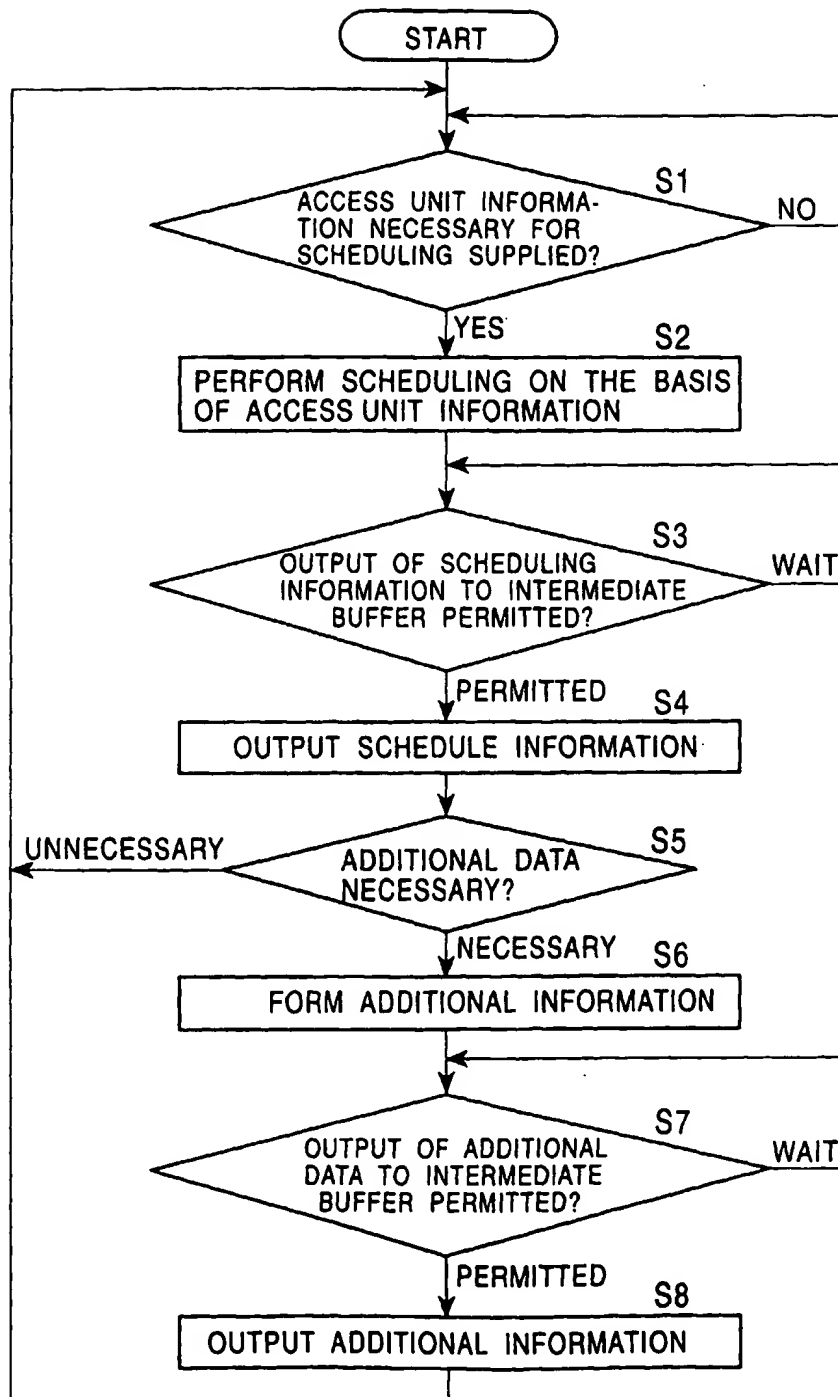 START
S1
ACCESS UNIT INFORMA-
TION NECESSARY FOR
SCHEDULING SUPPLIED?
NO
YES
S2
PERFORM SCHEDULING ON THE BASIS
OF ACCESS UNIT INFORMATION
S3
OUTPUT OF SCHEDULING
INFORMATION TO INTERMEDIATE
BUFFER PERMITTED?
WAIT
PERMITTED
S4
OUTPUT SCHEDULE INFORMATION
S5
UNNECESSARY
ADDITIONAL DATA
NECESSARY?
NECESSARY
S6
FORM ADDITIONAL INFORMATION
S7
OUTPUT OF ADDITIONAL
DATA TO INTERMEDIATE
BUFFER PERMITTED?
WAIT
PERMITTED
S8
OUTPUT ADDITIONAL INFORMATION